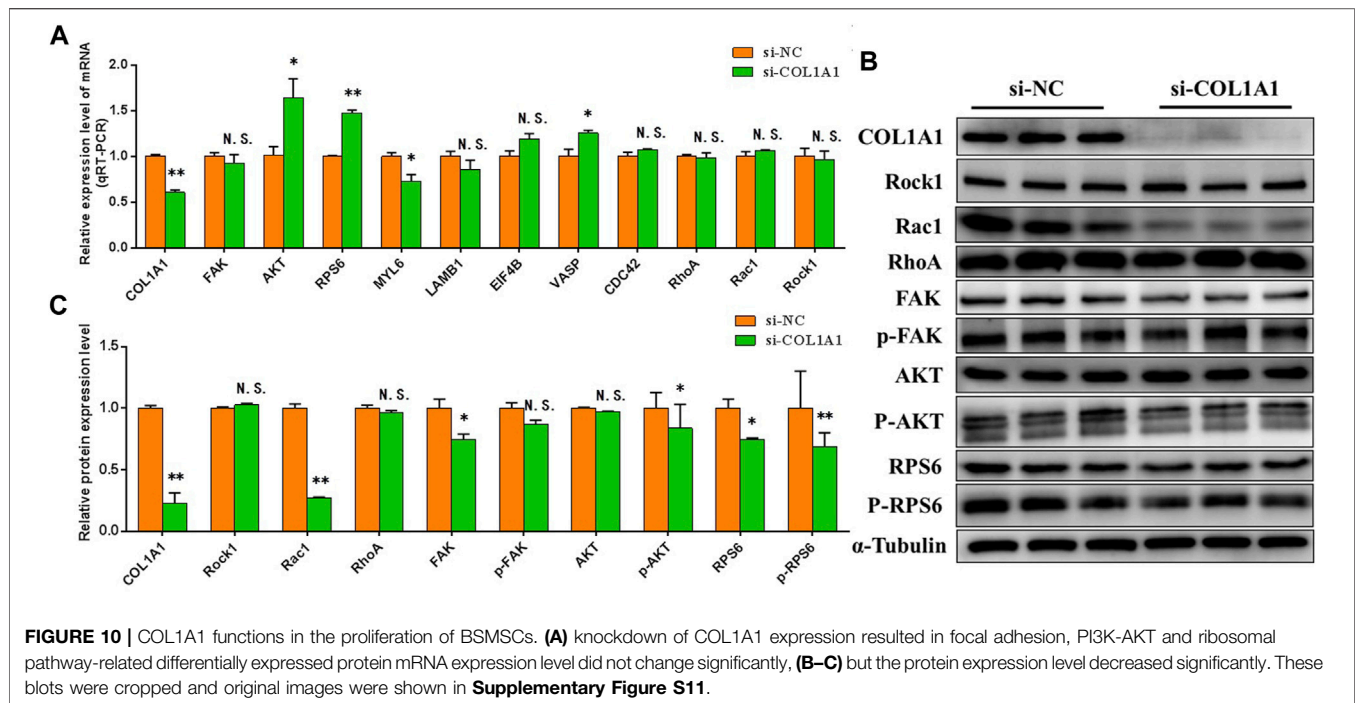 A
si-NC
si-COL1A1
Relative expression level of mRNA
(qRT-PCR)
2.0
1.5
1.0
0.5
0.0
**
N. S.
*
**
*
N. S.
N. S.
*
N. S.
N. S.
N. S.
N. S.
COL1A1
FAK
AKT
RPS6
MYL6
LAMB1
EIF4B
VASP
CDC42
RhoA
Rac1
Rock1
C
si-NC
si-COL1A1
Relative protein expression level
1.5
1.0
0.5
0.0
**
N. S.
**
N. S.
*
N. S.
N. S.
*
*
**
COL1A1
Rock1
Rac1
RhoA
FAK
p-FAK
AKT
p-AKT
RPS6
p-RPS6
B
si-NC
si-COL1A1
COL1A1
Rock1
Rac1
RhoA
FAK
p-FAK
AKT
P-AKT
RPS6
P-RPS6
α-Tubulin
FIGURE 10 | COL1A1 functions in the proliferation of BSMSCs. (A) knockdown of COL1A1 expression resulted in focal adhesion, PI3K-AKT and ribosomal
pathway-related differentially expressed protein mRNA expression level did not change significantly, (B–C) but the protein expression level decreased significantly. These
blots were cropped and original images were shown in Supplementary Figure S11.